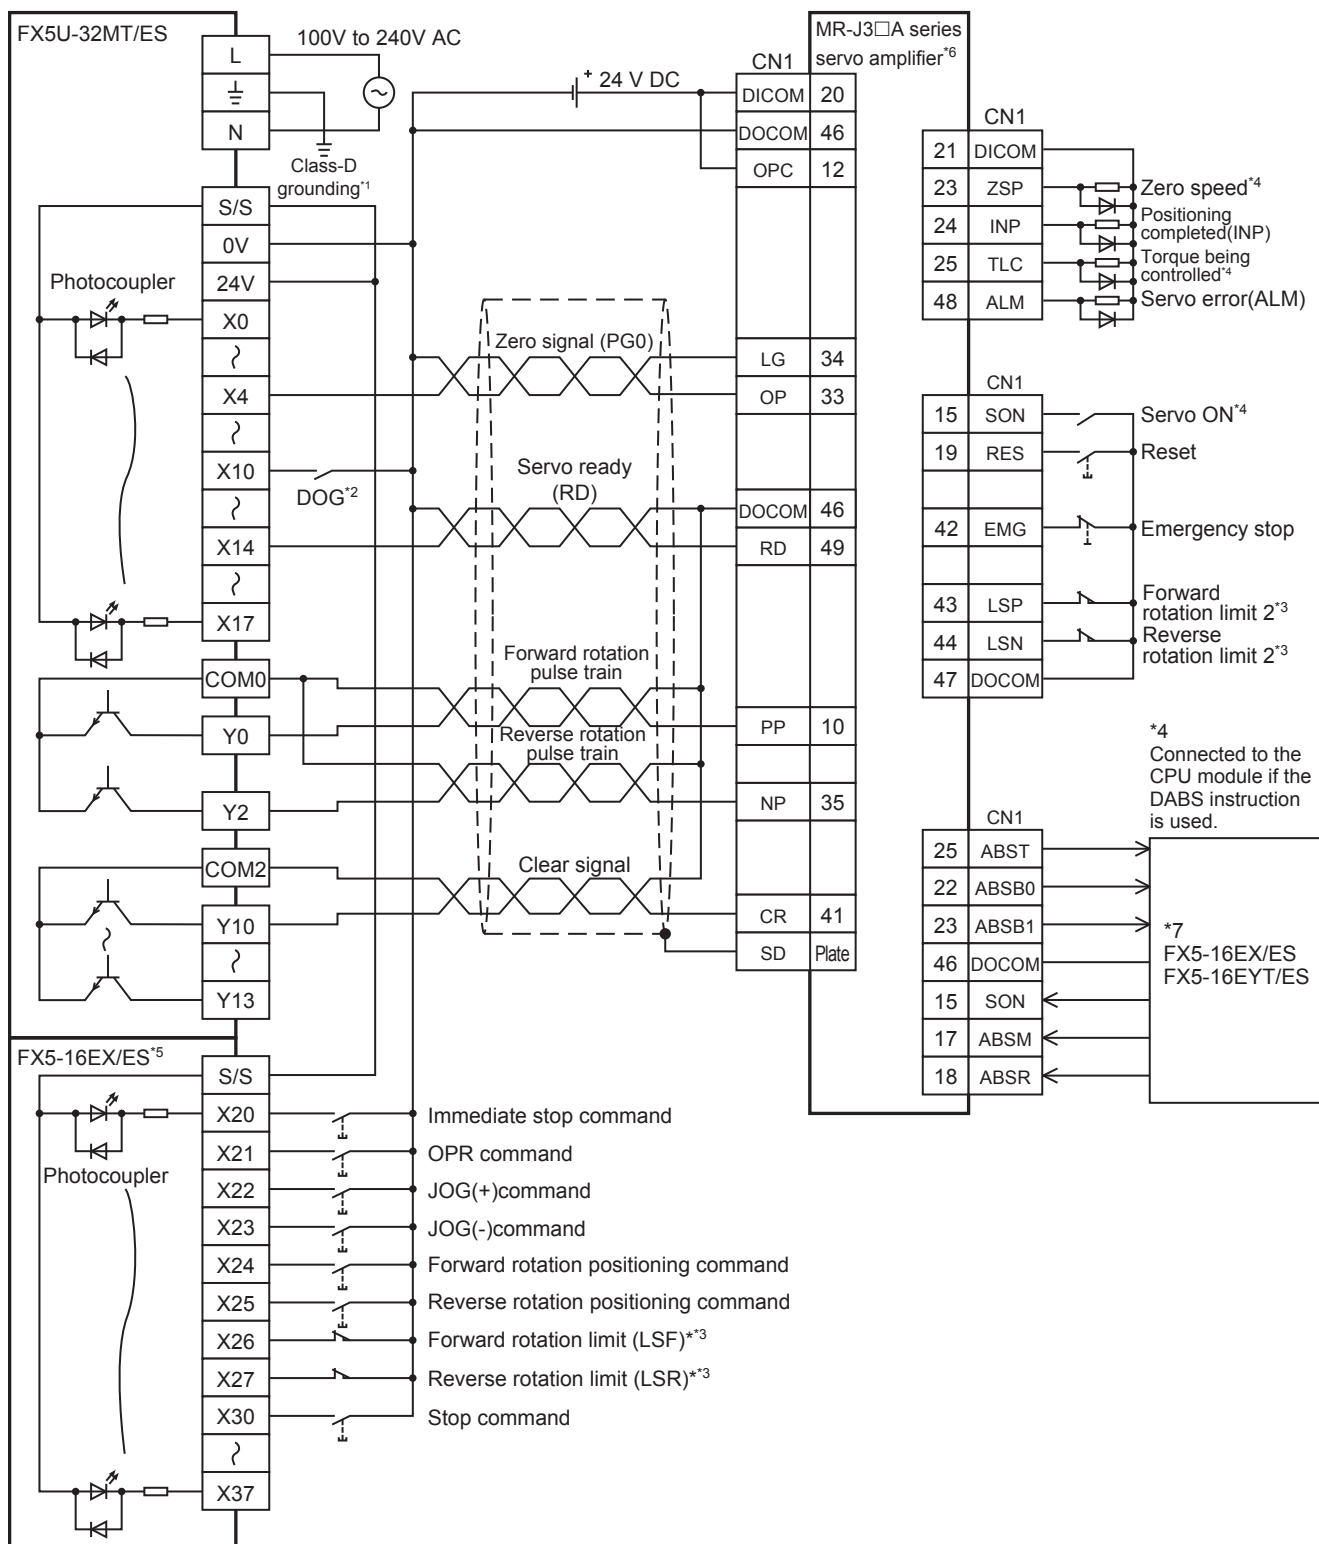 FX5U-32MT/ES
L
N
100V to 240V AC
Class-D
grounding*1
S/S
0V
24V
X0
X4
X10
X14
X17
COM0
Y0
Y2
COM2
Y10
Y13
Photocoupler
DOG*2
+ 24 V DC
Zero signal (PG0)
Servo ready
(RD)
Forward rotation
pulse train
Reverse rotation
pulse train
Clear signal
MR-J3□A series
servo amplifier*6
CN1
DICOM 20
DOCOM 46
OPC 12
LG 34
OP 33
DOCOM 46
RD 49
PP 10
NP 35
CR 41
SD Plate
CN1
21 DICOM
23 ZSP Zero speed*4
24 INP Positioning
completed(INP)
25 TLC Torque being
controlled*4
48 ALM Servo error(ALM)
CN1
15 SON Servo ON*4
19 RES Reset
42 EMG Emergency stop
43 LSP Forward
rotation limit 2*3
44 LSN Reverse
rotation limit 2*3
47 DOCOM
*4
Connected to the
CPU module if the
DABS instruction
is used.
CN1
25 ABST
22 ABSB0
23 ABSB1
46 DOCOM
15 SON
17 ABSM
18 ABSR
*7
FX5-16EX/ES
FX5-16EYT/ES
FX5-16EX/ES*5
Photocoupler
S/S
X20 Immediate stop command
X21 OPR command
X22 JOG(+)command
X23 JOG(-)command
X24 Forward rotation positioning command
X25 Reverse rotation positioning command
X26 Forward rotation limit (LSF)**3
X27 Reverse rotation limit (LSR)**3
X30 Stop command
X37